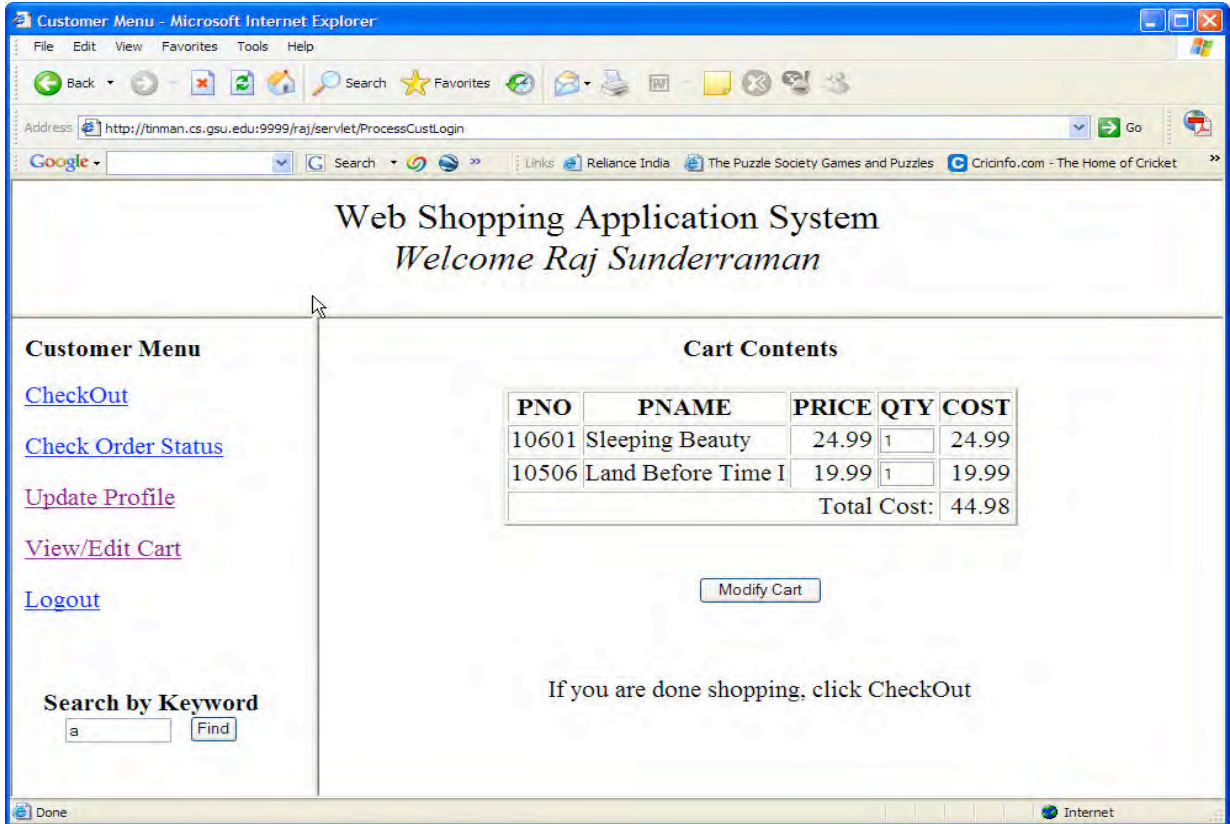 Customer Menu - Microsoft Internet Explorer
File Edit View Favorites Tools Help
Back Search Favorites
Address http://tinman.cs.gsu.edu:9999/raj/servlet/ProcessCustLogin Go
Google Search » Links Reliance India The Puzzle Society Games and Puzzles Cricinfo.com - The Home of Cricket »
Web Shopping Application System
Welcome Raj Sunderraman
Customer Menu
CheckOut
Check Order Status
Update Profile
View/Edit Cart
Logout
Search by Keyword
a Find
Cart Contents
PNO PNAME PRICE QTY COST
10601 Sleeping Beauty 24.99 1 24.99
10506 Land Before Time I 19.99 1 19.99
Total Cost: 44.98
Modify Cart
If you are done shopping, click CheckOut
Done Internet